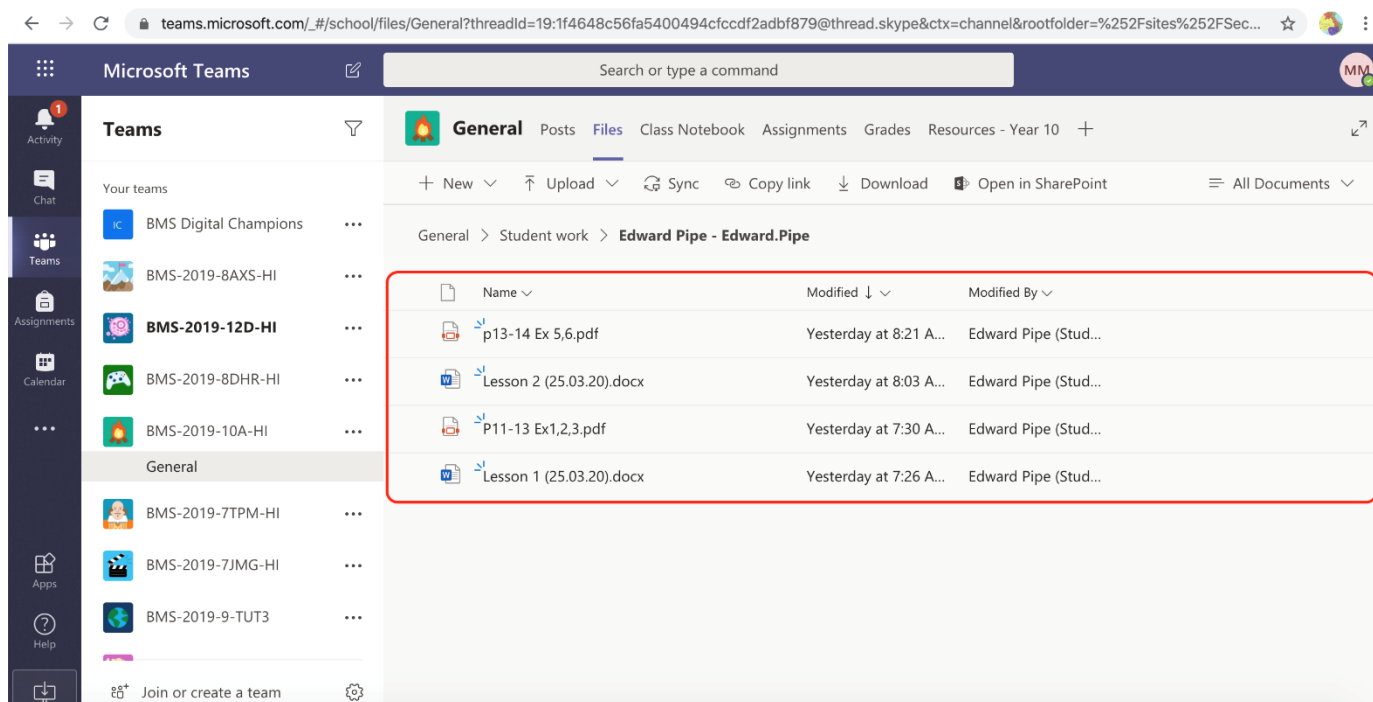 teams.microsoft.com/_#/school/files/General?threadId=19:1f4648c56fa5400494cfccdf2adbf879@thread.skype&ctx=channel&rootfolder=%252Fsites%252FSec...
Microsoft Teams
Search or type a command
MM
1
Activity
Chat
Teams
Assignments
Calendar
Apps
Help
Teams
Your teams
IC BMS Digital Champions
BMS-2019-8AXS-HI
BMS-2019-12D-HI
BMS-2019-8DHR-HI
BMS-2019-10A-HI
General
BMS-2019-7TPM-HI
BMS-2019-7JMG-HI
BMS-2019-9-TUT3
Join or create a team
General Posts Files Class Notebook Assignments Grades Resources - Year 10
New Upload Sync Copy link Download Open in SharePoint All Documents
General > Student work > Edward Pipe - Edward.Pipe
Name Modified Modified By
p13-14 Ex 5,6.pdf Yesterday at 8:21 A... Edward Pipe (Stud...
Lesson 2 (25.03.20).docx Yesterday at 8:03 A... Edward Pipe (Stud...
P11-13 Ex1,2,3.pdf Yesterday at 7:30 A... Edward Pipe (Stud...
Lesson 1 (25.03.20).docx Yesterday at 7:26 A... Edward Pipe (Stud...